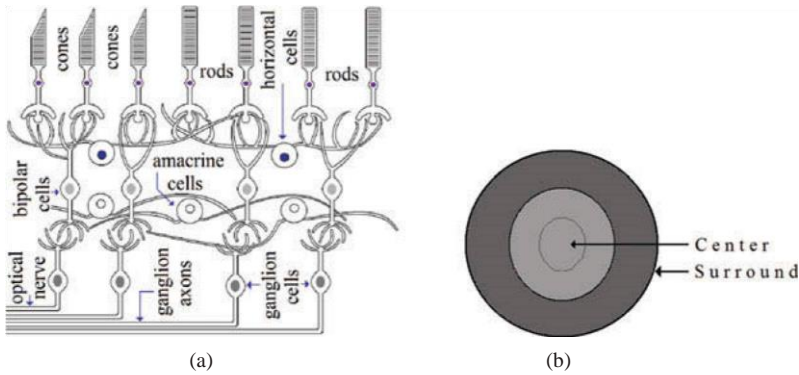 cones
cones
rods
horizontal
cells
rods
amacrine
cells
bipolar
cells
optical
nerve
ganglion
axons
ganglion
cells
Center
Surround
(a)
(b)